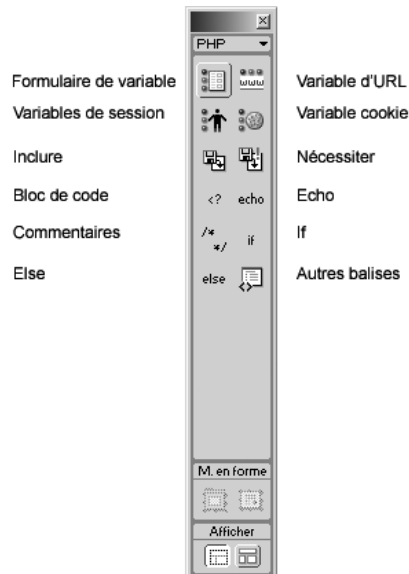 PHP
Formulaire de variable
www
Variable d'URL
Variables de session
Variable cookie
Inclure
Nécessiter
Bloc de code
<?
echo
Echo
Commentaires
/*
*/
if
If
Else
else
<>
Autres balises
M. en forme
Afficher